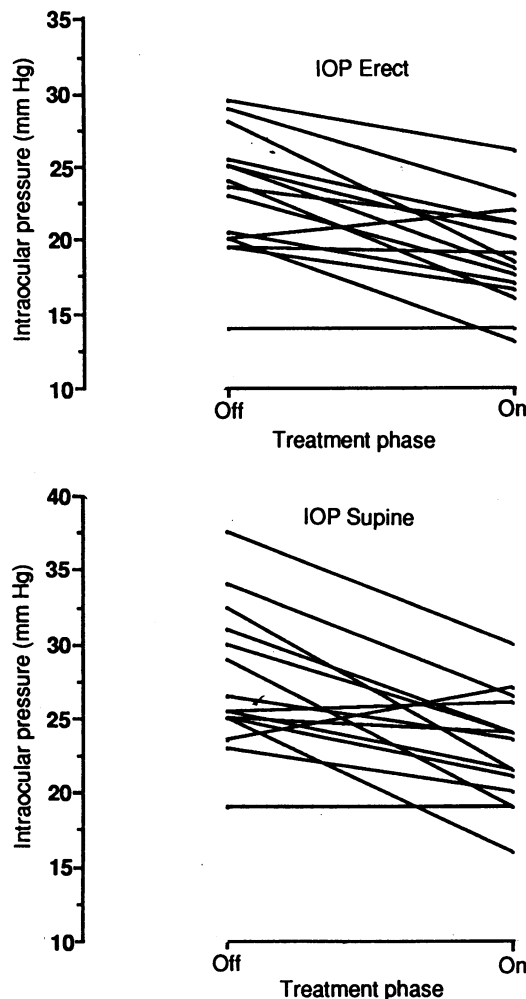 35
IOP Erect
30
25
20
15
10
Intraocular pressure (mm Hg)
Off
On
Treatment phase
40
IOP Supine
35
30
25
20
15
10
Intraocular pressure (mm Hg)
Off
On
Treatment phase